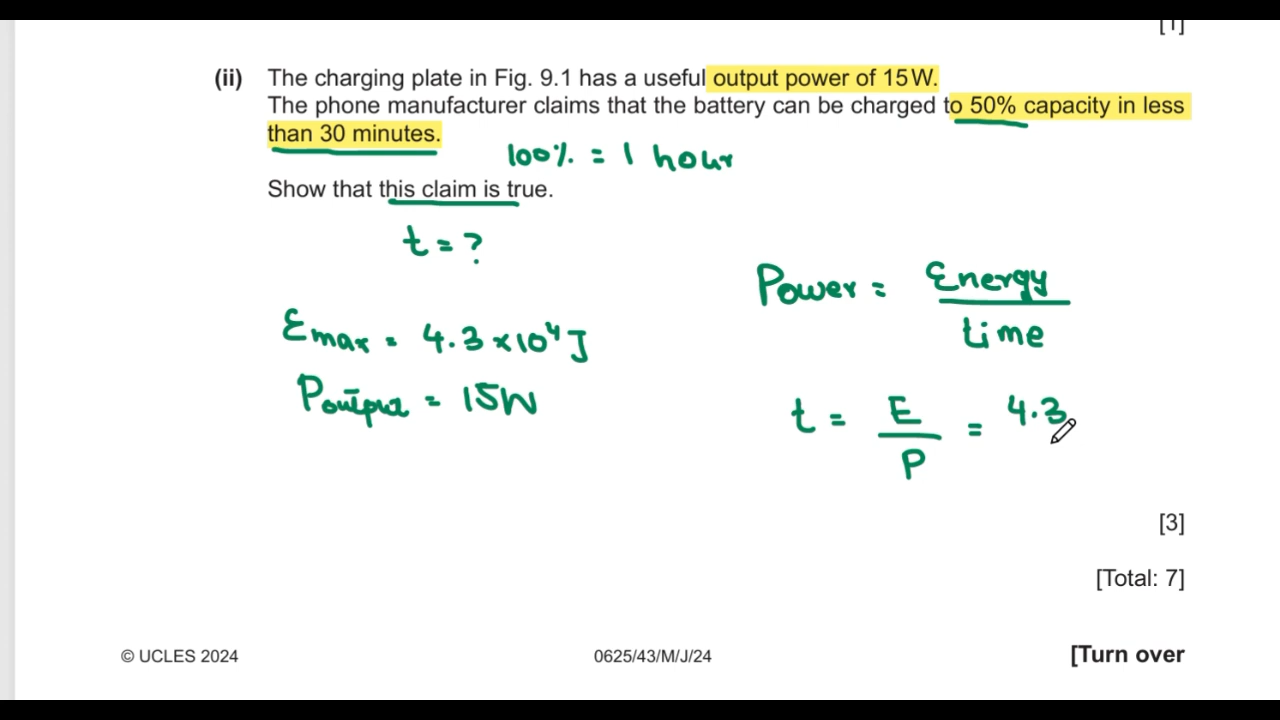 [1]
(ii) The charging plate in Fig. 9.1 has a useful output power of 15 W.
The phone manufacturer claims that the battery can be charged to 50% capacity in less
than 30 minutes.
100% = 1 hour
Show that this claim is true.
t = ?
Power = Energy
time
Emax = 4.3 ×10⁴ J
Poutput = 15W
t = E = 4.3
P
[3]
[Total: 7]
© UCLES 2024 0625/43/M/J/24 [Turn over